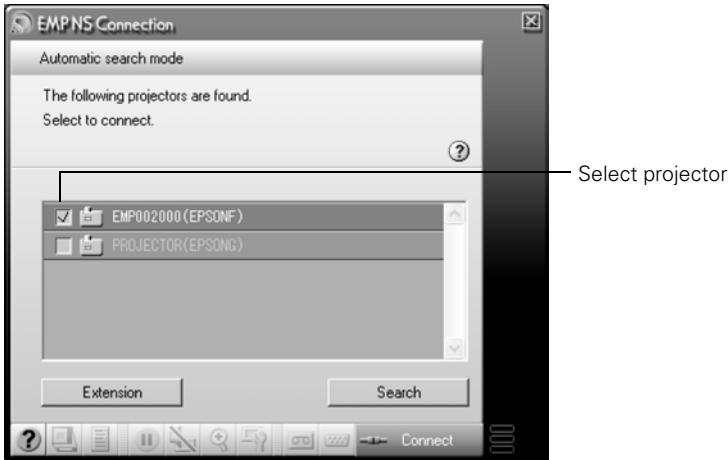 EMP NS Connection
Automatic search mode
The following projectors are found.
Select to connect.
Select projector
EMP002000(EPSONF)
PROJECTOR(EPSONG)
Extension
Search
Connect